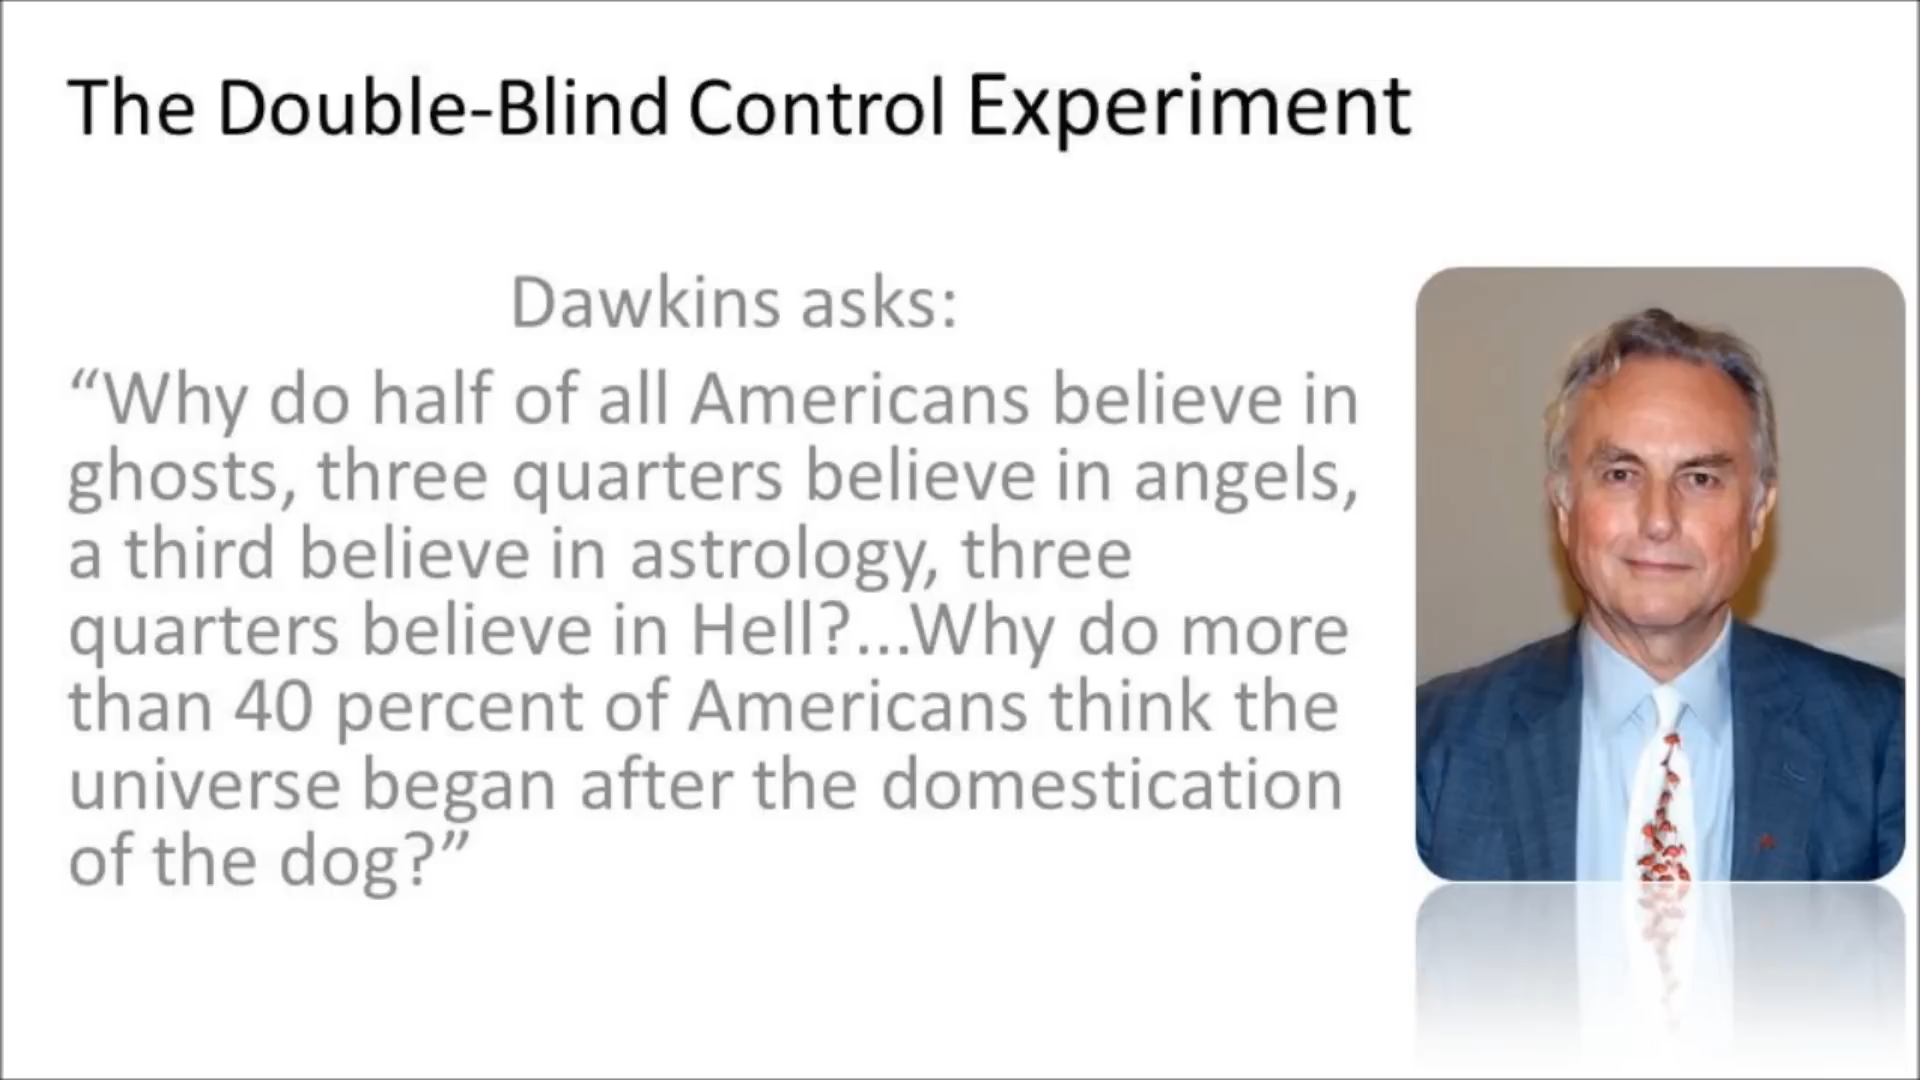 The Double-Blind Control Experiment
Dawkins asks:
“Why do half of all Americans believe in
ghosts, three quarters believe in angels,
a third believe in astrology, three
quarters believe in Hell?...Why do more
than 40 percent of Americans think the
universe began after the domestication
of the dog?”